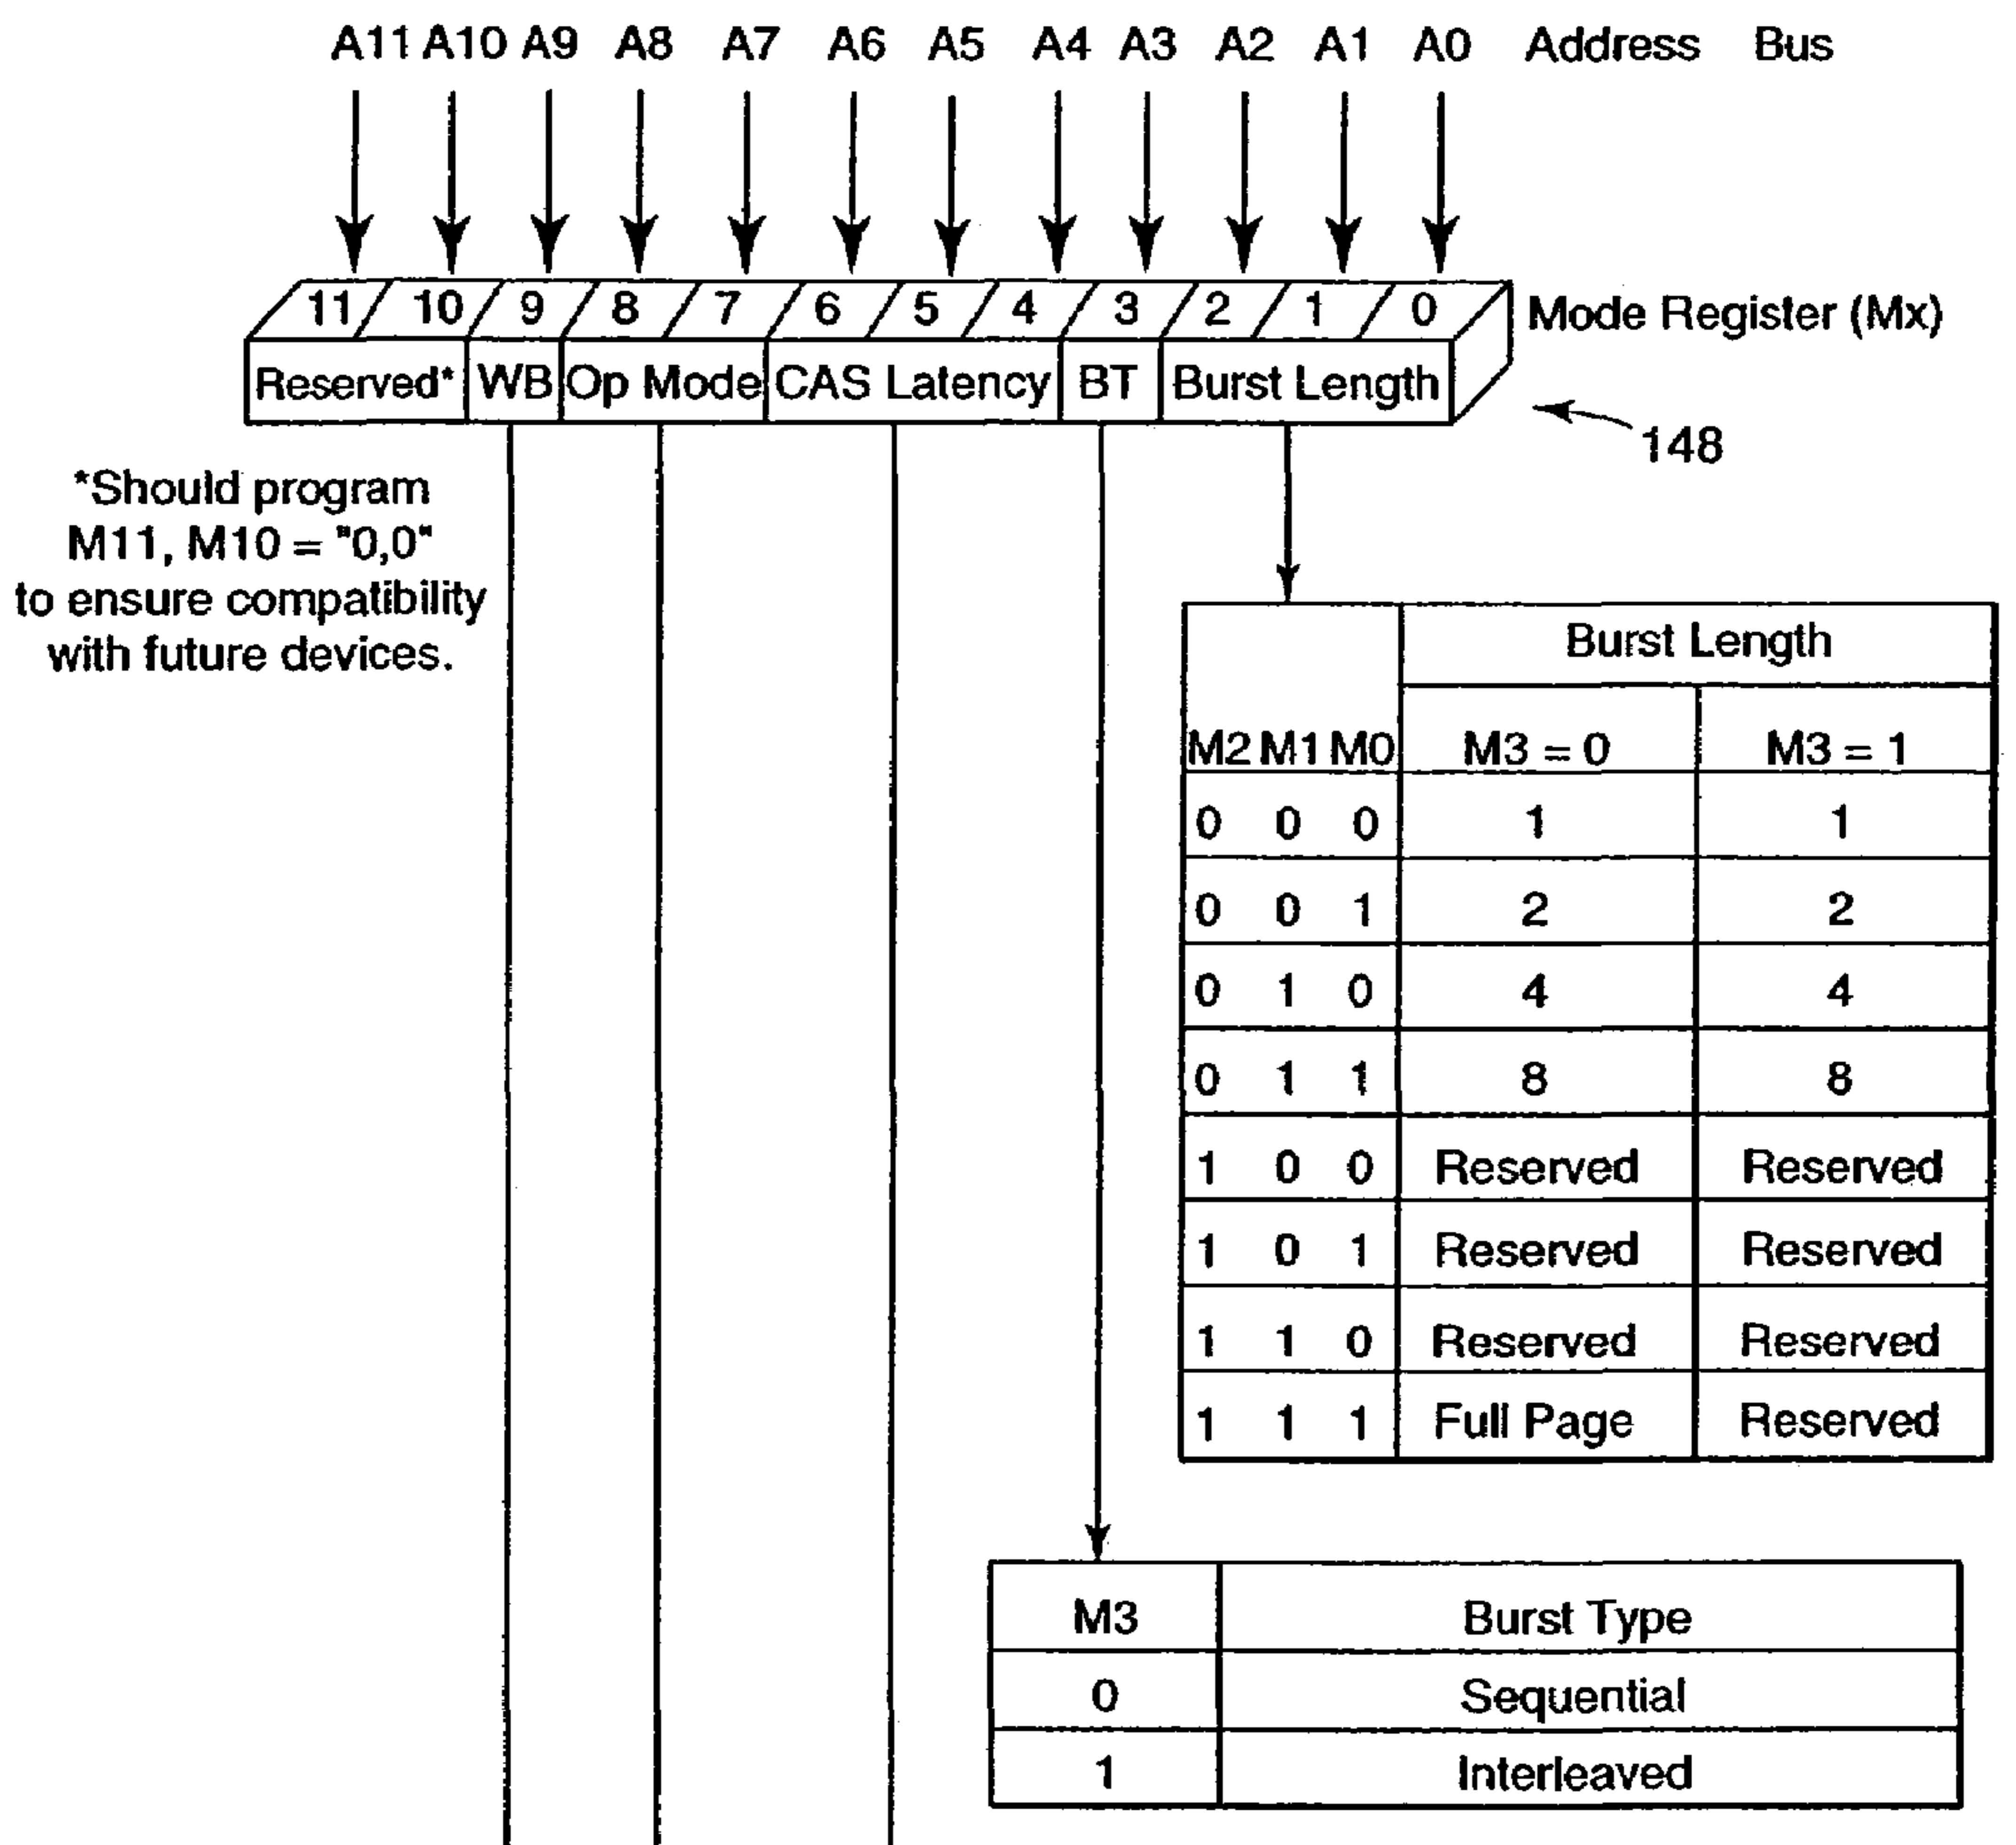 A11 A10 A9 A8 A7 A6 A5 A4 A3 A2 A1 A0 Address Bus
11 10 9 8 7 6 5 4 3 2 1 0 Mode Register (Mx)
Reserved* WB Op Mode CAS Latency BT Burst Length
148
*Should program
M11, M10 = "0,0"
to ensure compatibility
with future devices.
Burst Length
M2 M1 M0 M3 = 0 M3 = 1
0 0 0 1 1
0 0 1 2 2
0 1 0 4 4
0 1 1 8 8
1 0 0 Reserved Reserved
1 0 1 Reserved Reserved
1 1 0 Reserved Reserved
1 1 1 Full Page Reserved
M3 Burst Type
0 Sequential
1 Interleaved